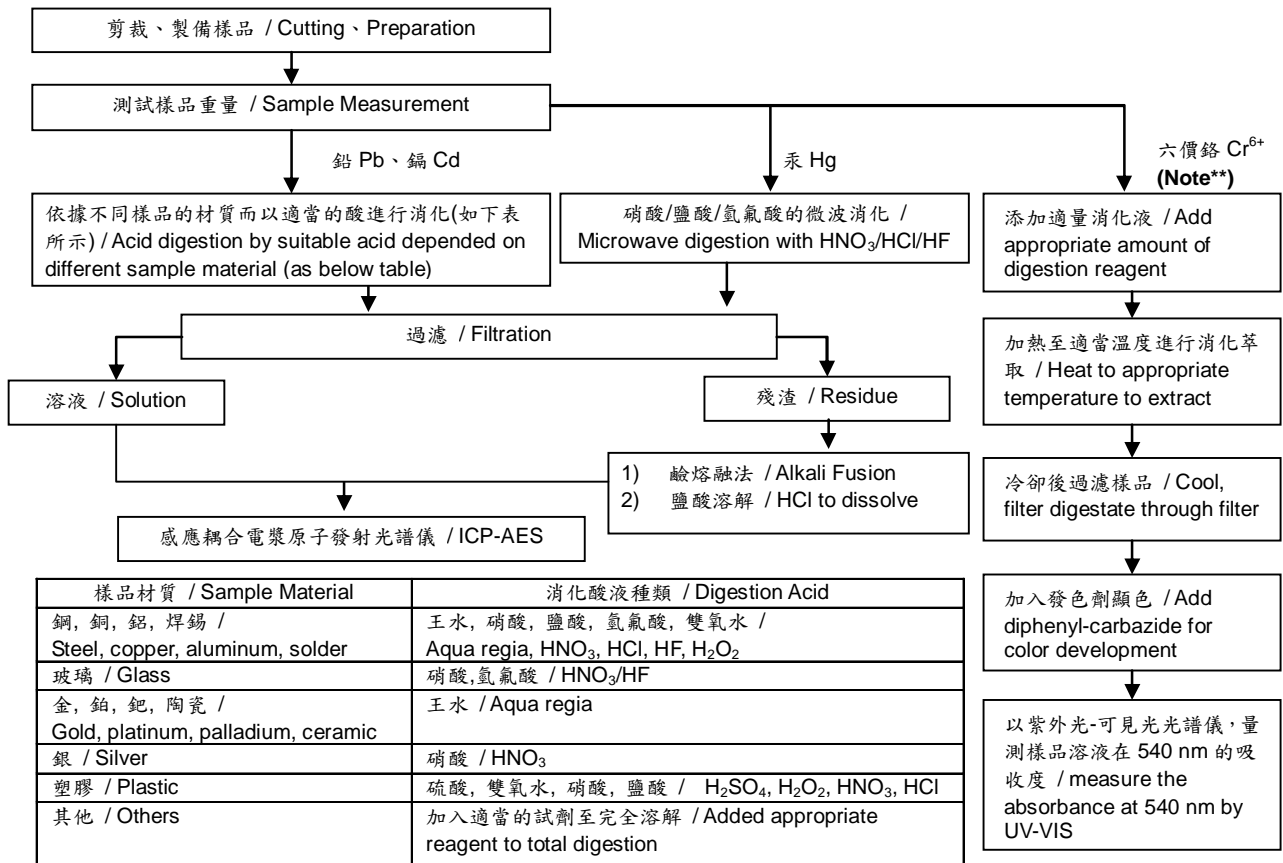 剪裁、製備樣品 / Cutting、Preparation
測試樣品重量 / Sample Measurement
鉛 Pb、鎘 Cd
汞 Hg
六價鉻 Cr⁶⁺
(Note**)
依據不同樣品的材質而以適當的酸進行消化(如下表
所示) / Acid digestion by suitable acid depended on
different sample material (as below table)
硝酸/鹽酸/氫氟酸的微波消化 /
Microwave digestion with HNO₃/HCl/HF
添加適量消化液 / Add
appropriate amount of
digestion reagent
過濾 / Filtration
加熱至適當溫度進行消化萃
取 / Heat to appropriate
temperature to extract
溶液 / Solution
殘渣 / Residue
1) 鹼熔融法 / Alkali Fusion
2) 鹽酸溶解 / HCl to dissolve
冷卻後過濾樣品 / Cool,
filter digestate through filter
感應耦合電漿原子發射光譜儀 / ICP-AES
加入發色劑顯色 / Add
diphenyl-carbazide for
color development
以紫外光-可見光光譜儀，量
測樣品溶液在 540 nm 的吸
收度 / measure the
absorbance at 540 nm by
UV-VIS
樣品材質 / Sample Material
消化酸液種類 / Digestion Acid
鋼, 銅, 鋁, 焊錫 /
Steel, copper, aluminum, solder
王水, 硝酸, 鹽酸, 氫氟酸, 雙氧水 /
Aqua regia, HNO₃, HCl, HF, H₂O₂
玻璃 / Glass
硝酸,氫氟酸 / HNO₃/HF
金, 鉑, 鈀, 陶瓷 /
Gold, platinum, palladium, ceramic
王水 / Aqua regia
銀 / Silver
硝酸 / HNO₃
塑膠 / Plastic
硫酸, 雙氧水, 硝酸, 鹽酸 / H₂SO₄, H₂O₂, HNO₃, HCl
其他 / Others
加入適當的試劑至完全溶解 / Added appropriate
reagent to total digestion